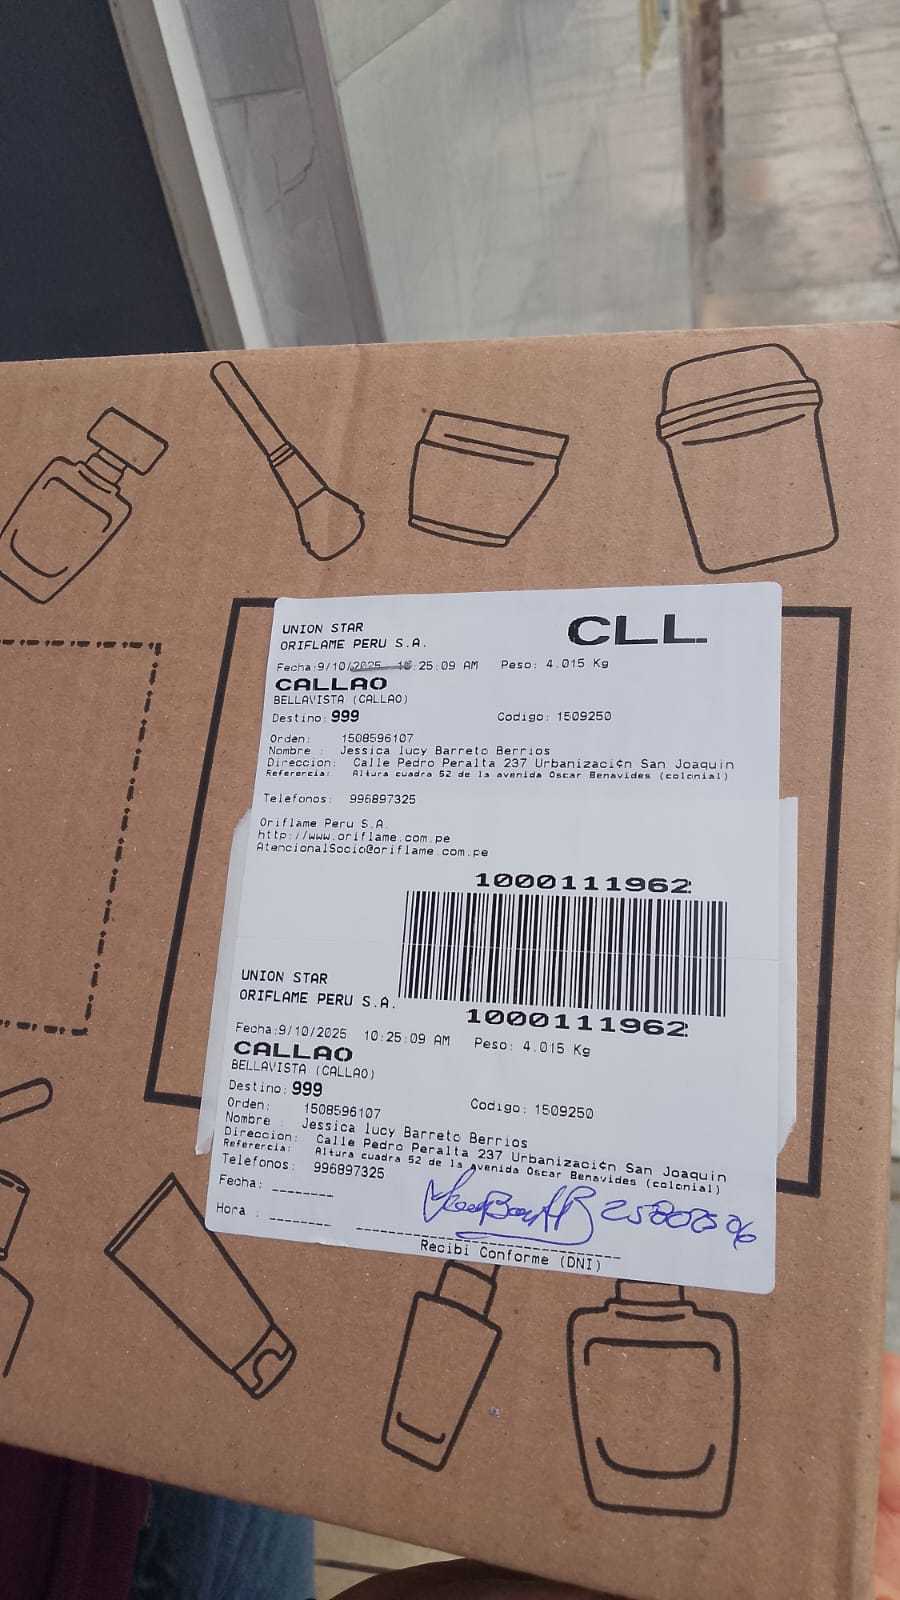 UNION STAR
CLL
ORIFLAME PERU S.A.
Fecha:9/10/2025 10:25:09 AM Peso: 4.015 Kg
CALLAO
BELLAVISTA (CALLAO)
Destino: 999 Codigo: 1509250
Orden: 1508596107
Nombre : Jessica lucy Barreto Berrios
Direccion: Calle Pedro Peralta 237 Urbanizaci¢n San Joaquin
Referencia: Altura cuadra 52 de la avenida Oscar Benavides (colonial)
Telefonos: 996897325
Oriflame Peru S.A.
http://www.oriflame.com.pe
AtencionalSocio@oriflame.com.pe
1000111962
UNION STAR
ORIFLAME PERU S.A.
1000111962
Fecha:9/10/2025 10:25:09 AM Peso: 4.015 Kg
CALLAO
BELLAVISTA (CALLAO)
Destino: 999
Orden: 1508596107 Codigo: 1509250
Nombre : Jessica lucy Barreto Berrios
Direccion: Calle Pedro Peralta 237 Urbanizaci¢n San Joaquin
Referencia: Altura cuadra 52 de la avenida Oscar Benavides (colonial)
Telefonos: 996897325
Fecha: ________
Hora : ________
Recibi Conforme (DNI)